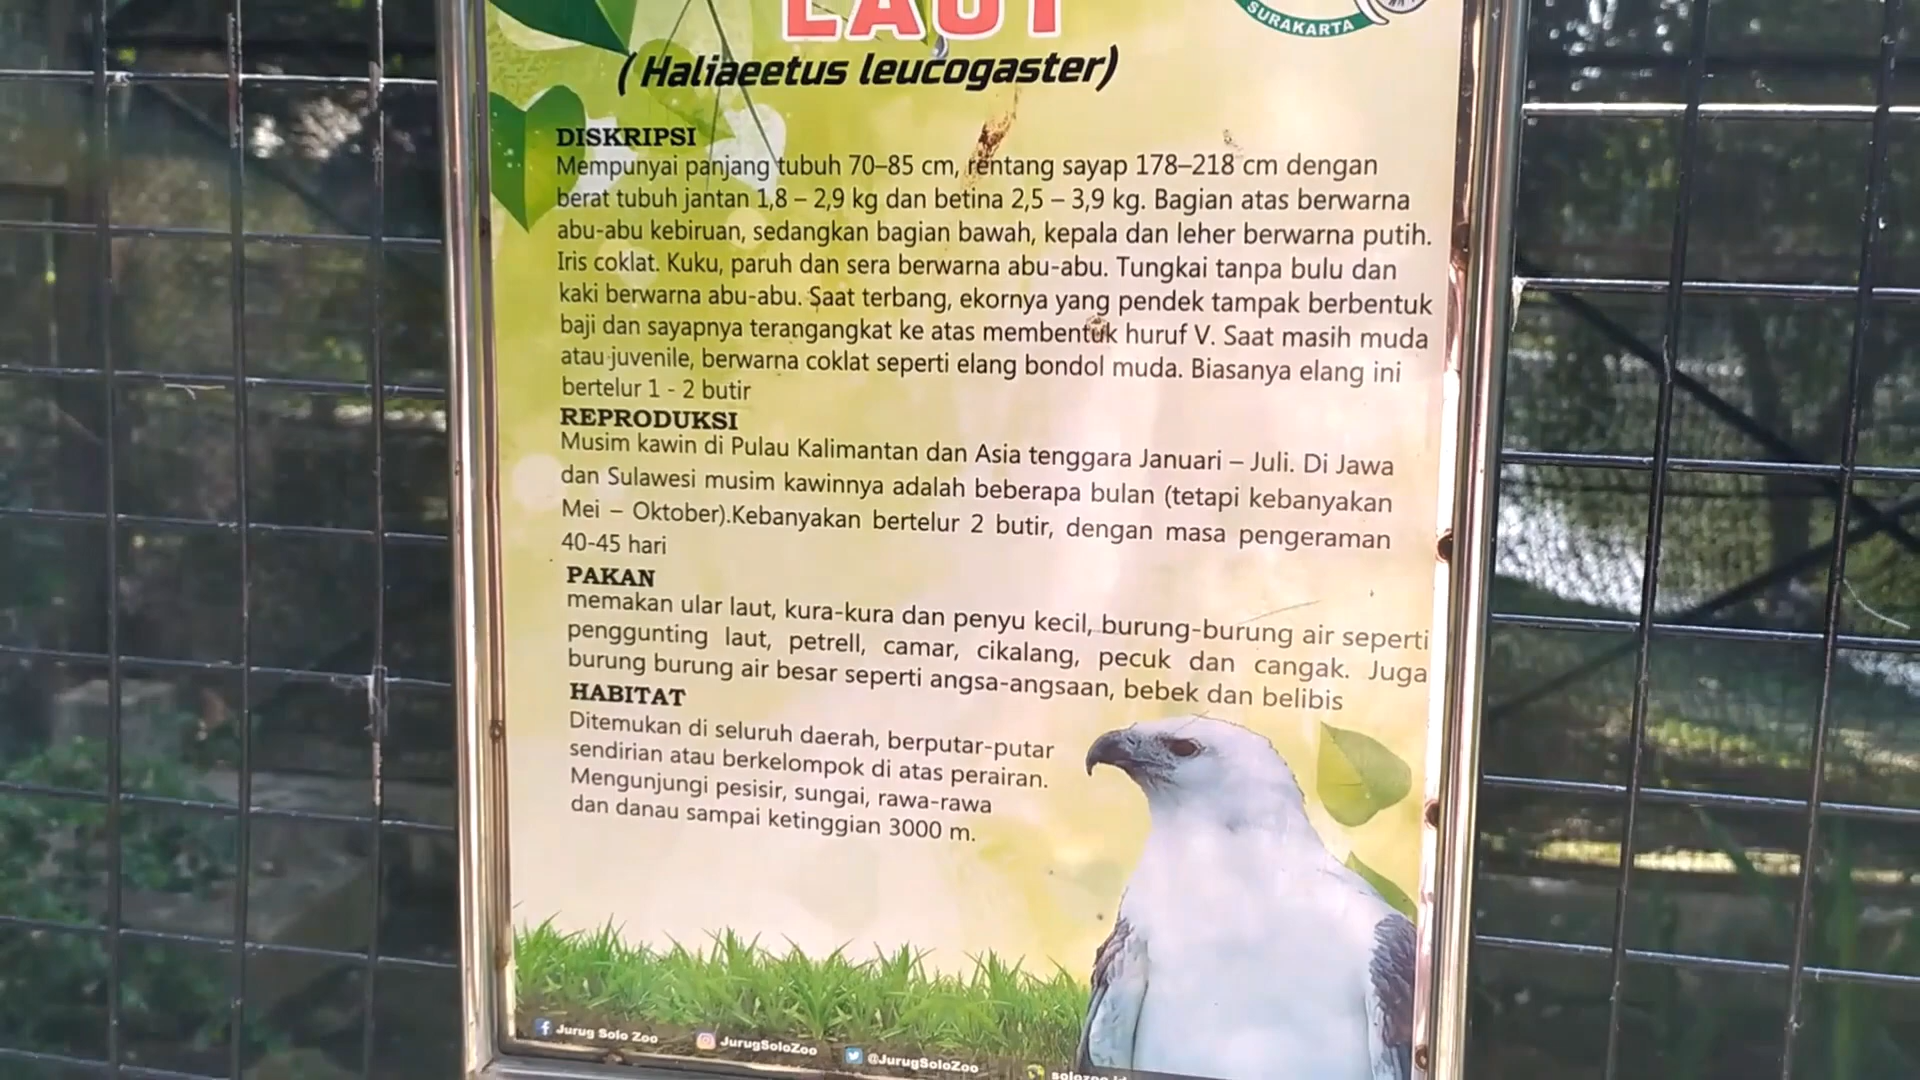 LAUT
SURAKARTA
(Haliaeetus leucogaster)
DISKRIPSI
Mempunyai panjang tubuh 70–85 cm, rentang sayap 178–218 cm dengan
berat tubuh jantan 1,8 – 2,9 kg dan betina 2,5 – 3,9 kg. Bagian atas berwarna
abu-abu kebiruan, sedangkan bagian bawah, kepala dan leher berwarna putih.
Iris coklat. Kuku, paruh dan sera berwarna abu-abu. Tungkai tanpa bulu dan
kaki berwarna abu-abu. Saat terbang, ekornya yang pendek tampak berbentuk
baji dan sayapnya terangangkat ke atas membentuk huruf V. Saat masih muda
atau juvenile, berwarna coklat seperti elang bondol muda. Biasanya elang ini
bertelur 1 - 2 butir
REPRODUKSI
Musim kawin di Pulau Kalimantan dan Asia tenggara Januari – Juli. Di Jawa
dan Sulawesi musim kawinnya adalah beberapa bulan (tetapi kebanyakan
Mei – Oktober).Kebanyakan bertelur 2 butir, dengan masa pengeraman
40-45 hari
PAKAN
memakan ular laut, kura-kura dan penyu kecil, burung-burung air seperti
penggunting laut, petrell, camar, cikalang, pecuk dan cangak. Juga
burung burung air besar seperti angsa-angsaan, bebek dan belibis
HABITAT
Ditemukan di seluruh daerah, berputar-putar
sendirian atau berkelompok di atas perairan.
Mengunjungi pesisir, sungai, rawa-rawa
dan danau sampai ketinggian 3000 m.
Jurug Solo Zoo
JurugSoloZoo
@JurugSoloZoo